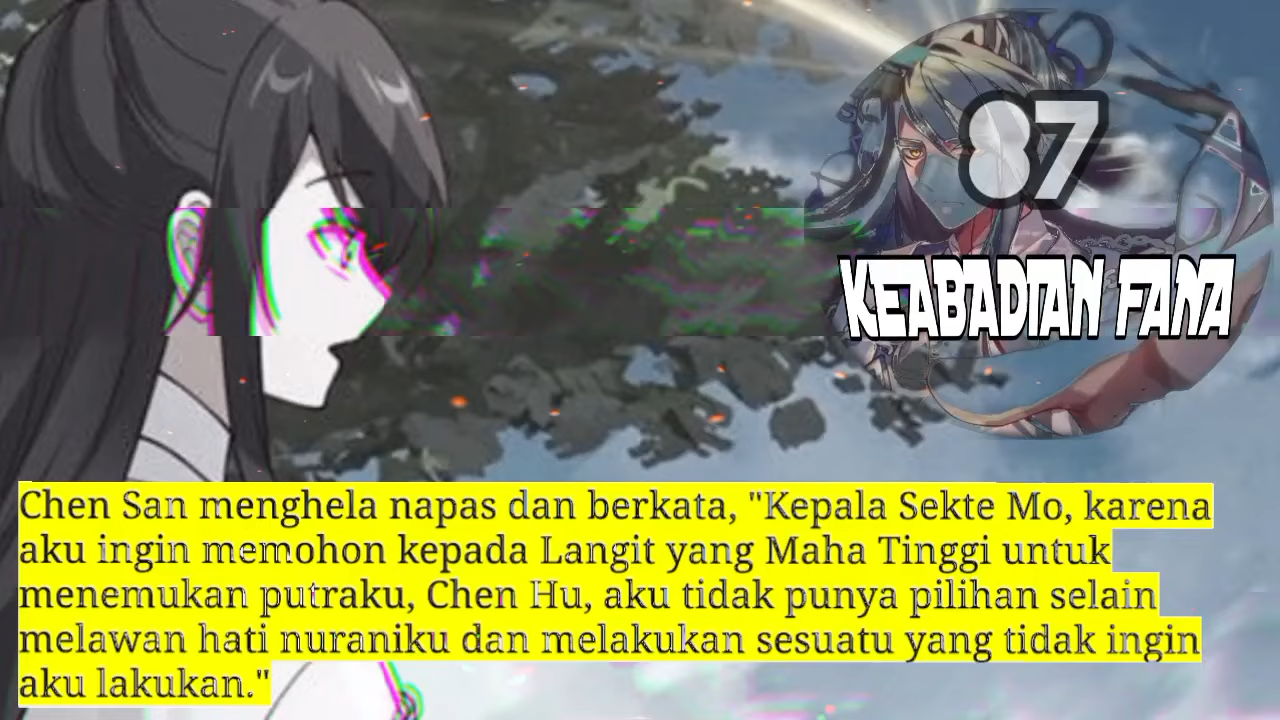 87
KEABADIAN FANA
Chen San menghela napas dan berkata, "Kepala Sekte Mo, karena
aku ingin memohon kepada Langit yang Maha Tinggi untuk
menemukan putraku, Chen Hu, aku tidak punya pilihan selain
melawan hati nuraniku dan melakukan sesuatu yang tidak ingin
aku lakukan."